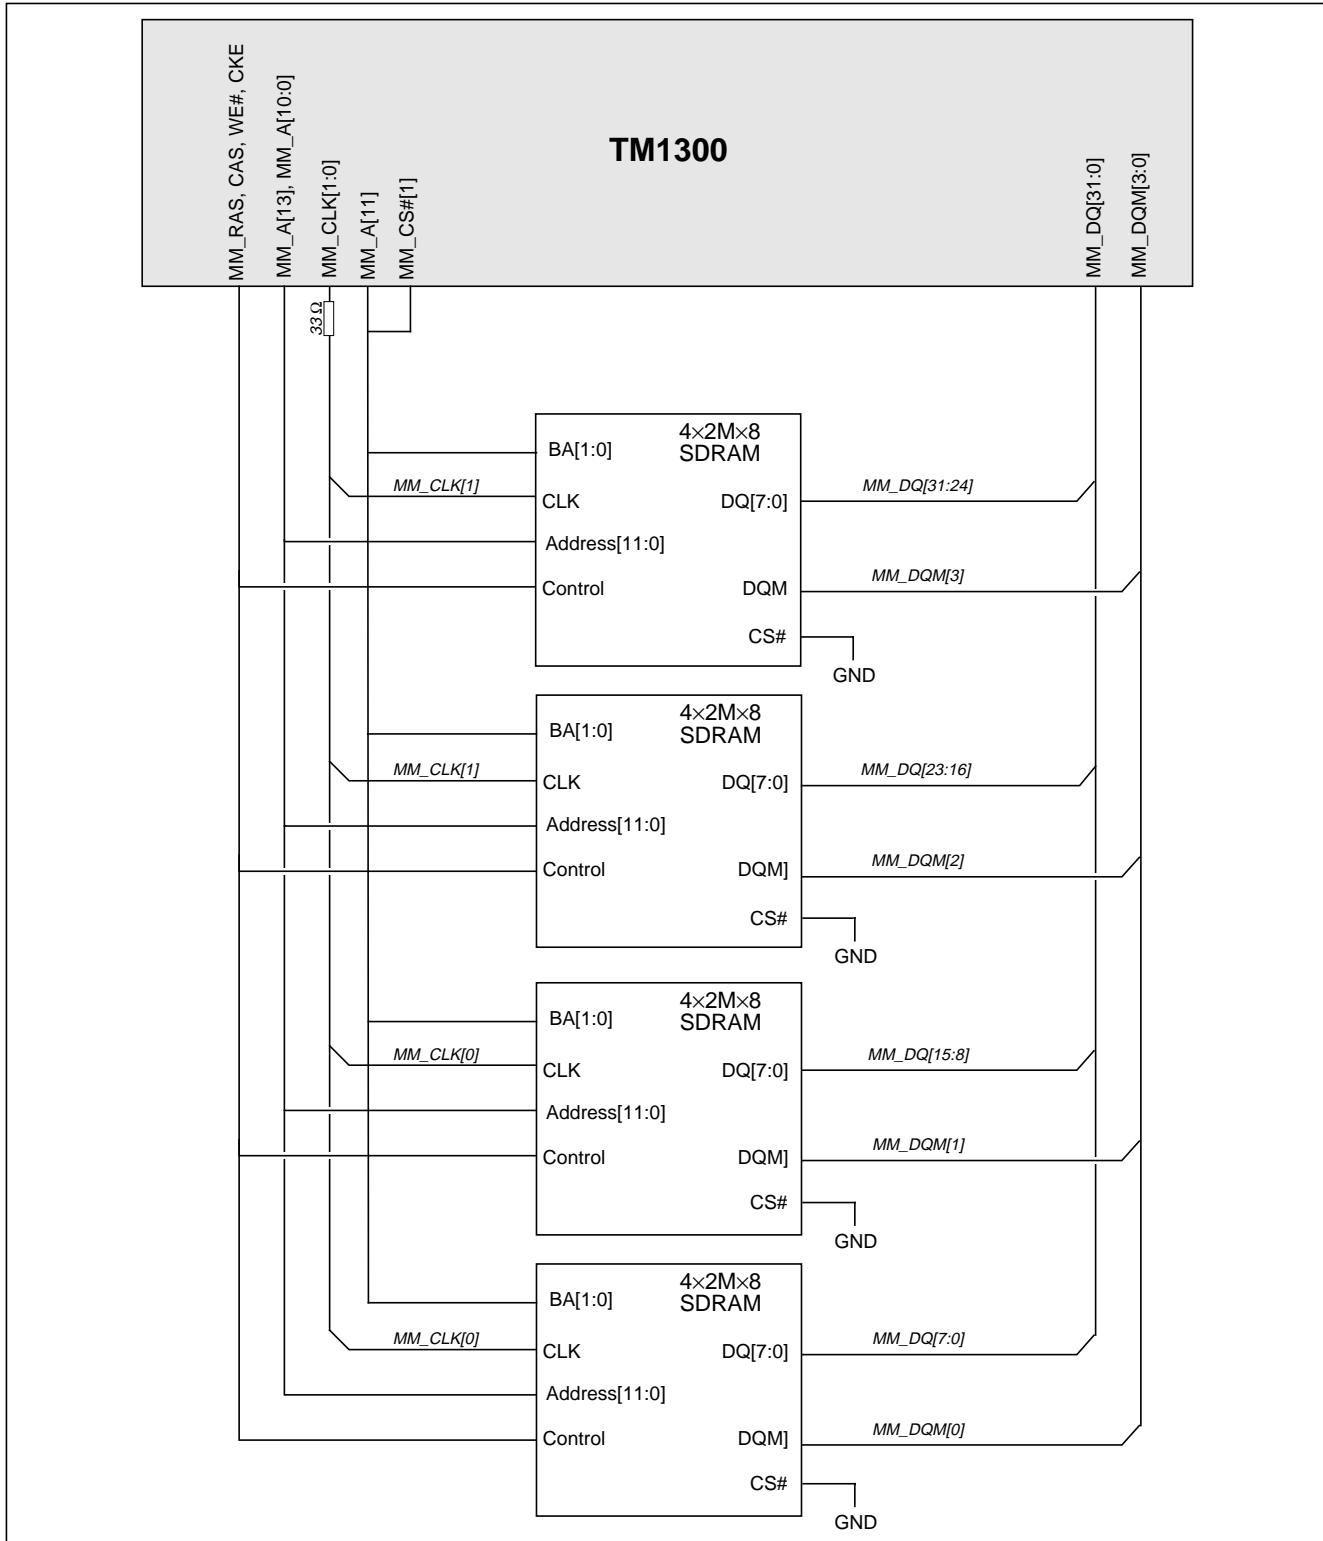 TM1300
MM_RAS, CAS, WE#, CKE
MM_A[13], MM_A[10:0]
MM_CLK[1:0]
MM_A[11]
MM_CS#[1]
MM_DQ[31:0]
MM_DQM[3:0]
33 Ω
4×2M×8
SDRAM
BA[1:0]
MM_CLK[1]
CLK
DQ[7:0]
MM_DQ[31:24]
Address[11:0]
Control
DQM
MM_DQM[3]
CS#
GND
4×2M×8
SDRAM
BA[1:0]
MM_CLK[1]
CLK
DQ[7:0]
MM_DQ[23:16]
Address[11:0]
Control
DQM]
MM_DQM[2]
CS#
GND
4×2M×8
SDRAM
BA[1:0]
MM_CLK[0]
CLK
DQ[7:0]
MM_DQ[15:8]
Address[11:0]
Control
DQM]
MM_DQM[1]
CS#
GND
4×2M×8
SDRAM
BA[1:0]
MM_CLK[0]
CLK
DQ[7:0]
MM_DQ[7:0]
Address[11:0]
Control
DQM]
MM_DQM[0]
CS#
GND